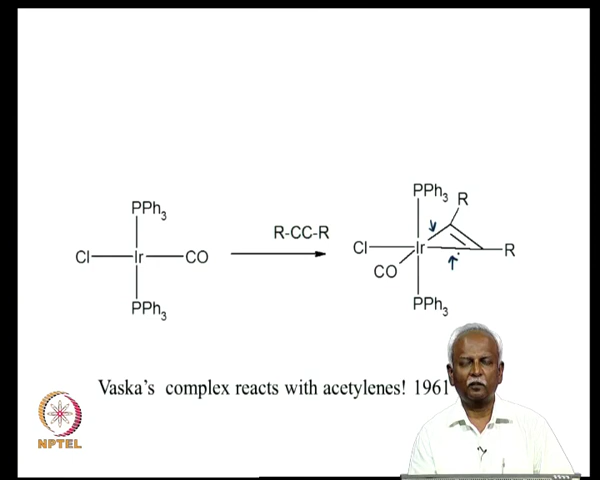 PPh3
PPh3
R
R-CC-R
Cl
Ir
CO
Cl
Ir
R
CO
PPh3
PPh3
Vaska's complex reacts with acetylenes! 1961
NPTEL